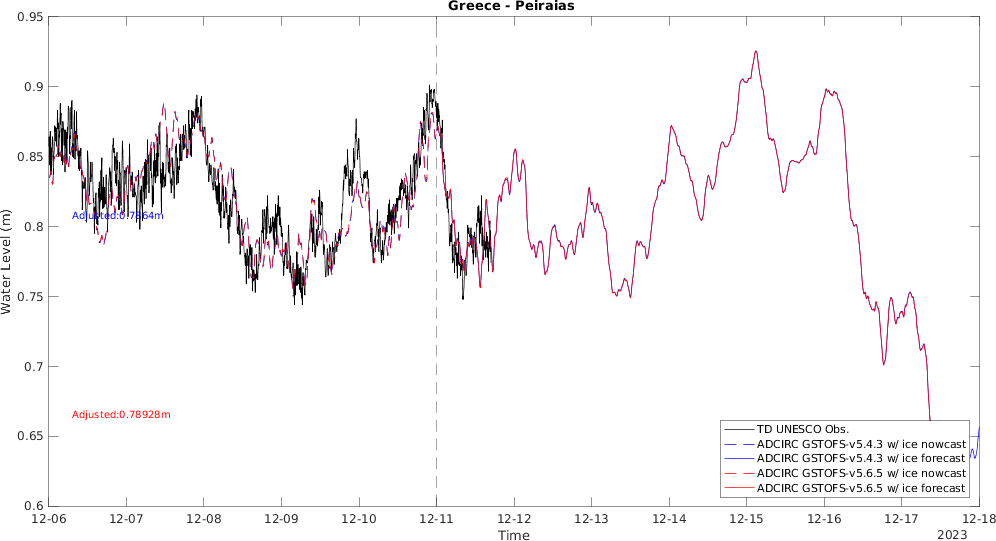 Greece - Peiraias
0.95
0.9
0.85
0.8
0.75
0.7
0.65
0.6
Water Level (m)
Adjusted:0.7864m
Adjusted:0.78928m
TD UNESCO Obs.
ADCIRC GSTOFS-v5.4.3 w/ ice nowcast
ADCIRC GSTOFS-v5.4.3 w/ ice forecast
ADCIRC GSTOFS-v5.6.5 w/ ice nowcast
ADCIRC GSTOFS-v5.6.5 w/ ice forecast
12-06 12-07 12-08 12-09 12-10 12-11 12-12 12-13 12-14 12-15 12-16 12-17 12-18
Time
2023